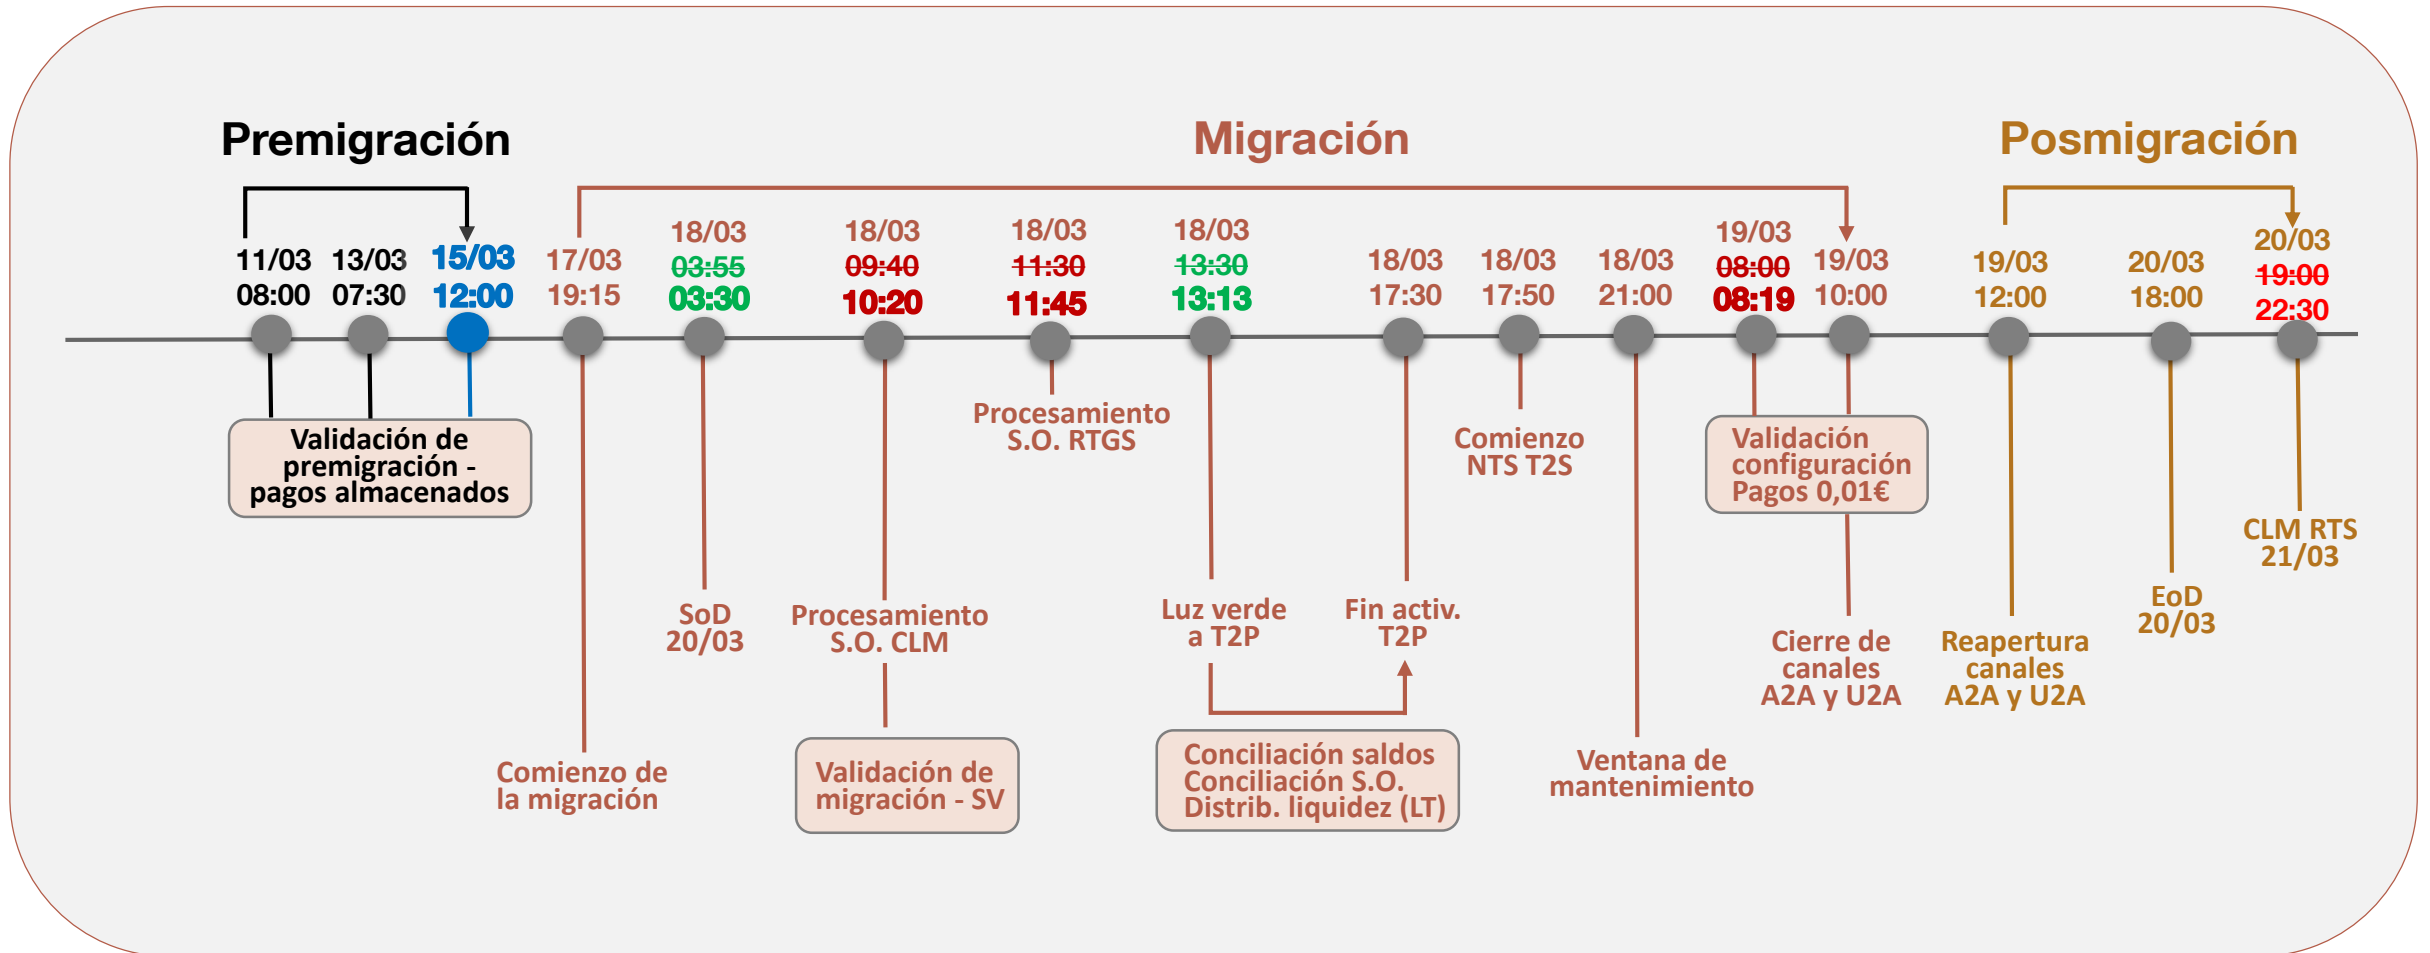 Premigración
Migración
Posmigración
11/03
08:00
13/03
07:30
15/03
12:00
17/03
19:15
18/03
03:55
03:30
18/03
09:40
10:20
18/03
11:30
11:45
18/03
13:30
13:13
18/03
17:30
18/03
17:50
18/03
21:00
19/03
08:00
08:19
19/03
10:00
19/03
12:00
20/03
18:00
20/03
19:00
22:30
Validación de
premigración -
pagos almacenados
Comienzo de
la migración
SoD
20/03
Procesamiento
S.O. CLM
Validación de
migración - SV
Procesamiento
S.O. RTGS
Luz verde
a T2P
Conciliación saldos
Conciliación S.O.
Distrib. liquidez (LT)
Fin activ.
T2P
Comienzo
NTS T2S
Ventana de
mantenimiento
Validación
configuración
Pagos 0,01€
Cierre de
canales
A2A y U2A
Reapertura
canales
A2A y U2A
EoD
20/03
CLM RTS
21/03